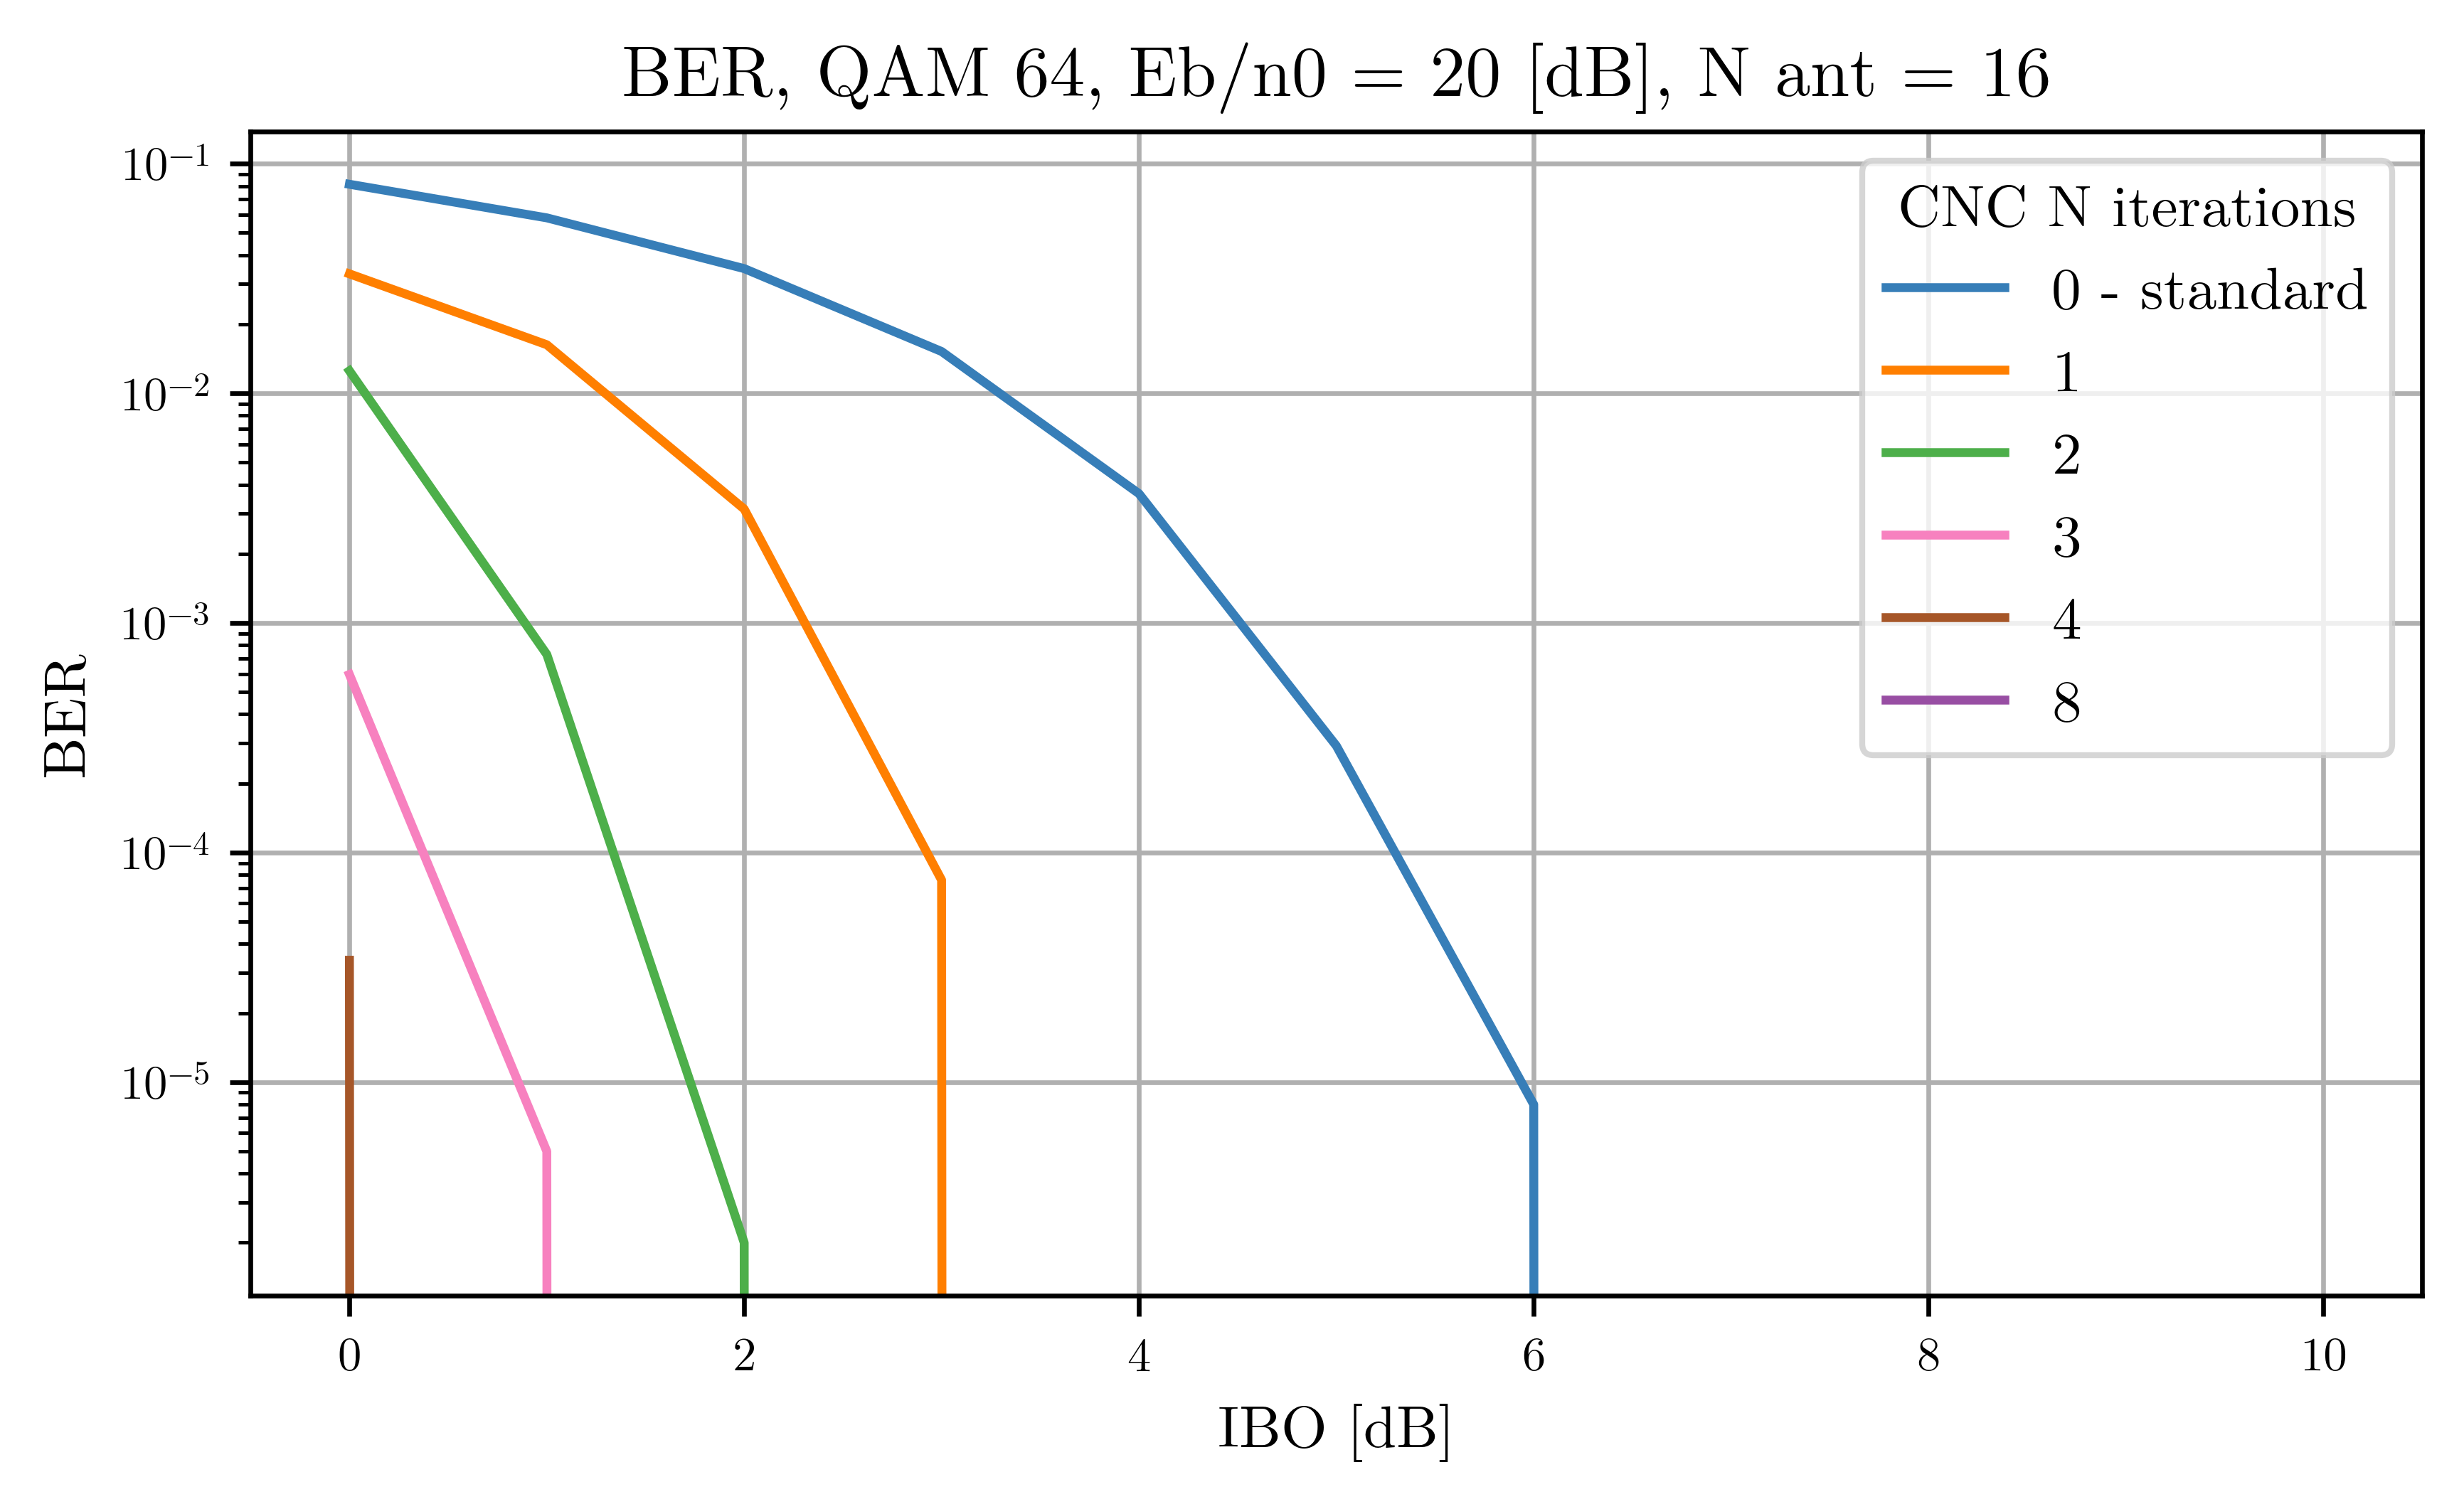 BER, QAM 64, Eb/n0 = 20 [dB], N ant = 16
10⁻¹
10⁻²
10⁻³
10⁻⁴
10⁻⁵
BER
CNC N iterations
0 - standard
1
2
3
4
8
0 2 4 6 8 10
IBO [dB]